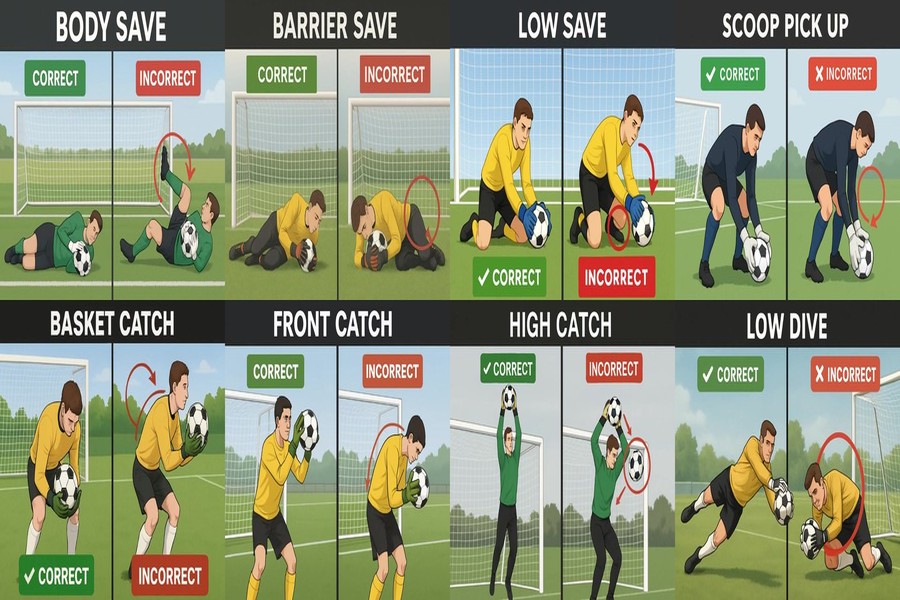 BODY SAVE
CORRECT
INCORRECT
BARRIER SAVE
CORRECT
INCORRECT
LOW SAVE
✓ CORRECT
INCORRECT
SCOOP PICK UP
✓ CORRECT
✗ INCORRECT
BASKET CATCH
✓ CORRECT
INCORRECT
FRONT CATCH
CORRECT
INCORRECT
HIGH CATCH
✓ CORRECT
INCORRECT
LOW DIVE
✓ CORRECT
✗ INCORRECT